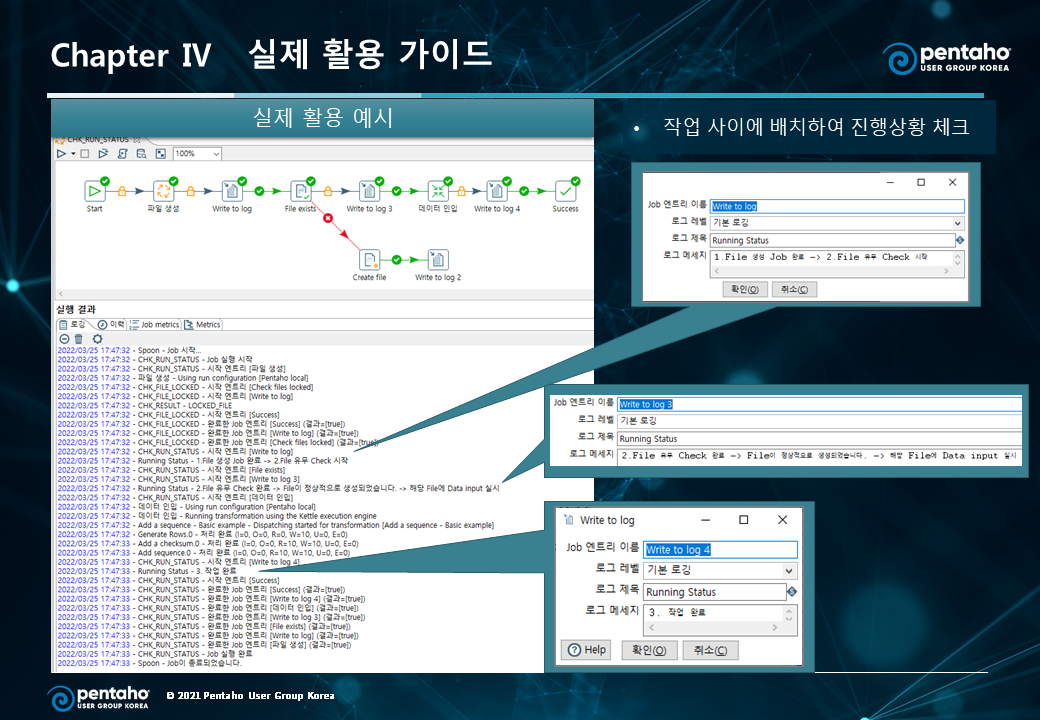 Chapter Ⅳ 실제 활용 가이드
pentaho
USER GROUP KOREA
실제 활용 예시
• 작업 사이에 배치하여 진행상황 체크
CHK_RUN_STATUS
100%
Start
파일 생성
Write to log
File exists
Write to log 3
데이터 인입
Write to log 4
Success
Create file
Write to log 2
실행 결과
로깅 이력 Job metrics Metrics
2022/03/25 17:47:32 - Spoon - Job 시작...
2022/03/25 17:47:32 - CHK_RUN_STATUS - Job 실행 시작
2022/03/25 17:47:32 - CHK_RUN_STATUS - 시작 엔트리 [파일 생성]
2022/03/25 17:47:32 - 파일 생성 - Using run configuration [Pentaho local]
2022/03/25 17:47:32 - CHK_FILE_LOCKED - 시작 엔트리 [Check files locked]
2022/03/25 17:47:32 - CHK_FILE_LOCKED - 시작 엔트리 [Write to log]
2022/03/25 17:47:32 - CHK_RESULT - LOCKED_FILE
2022/03/25 17:47:32 - CHK_FILE_LOCKED - 시작 엔트리 [Success]
2022/03/25 17:47:32 - CHK_FILE_LOCKED - 완료한 Job 엔트리 [Success] (결과=[true])
2022/03/25 17:47:32 - CHK_FILE_LOCKED - 완료한 Job 엔트리 [Write to log] (결과=[true])
2022/03/25 17:47:32 - CHK_FILE_LOCKED - 완료한 Job 엔트리 [Check files locked] (결과=[true])
2022/03/25 17:47:32 - CHK_RUN_STATUS - 시작 엔트리 [Write to log]
2022/03/25 17:47:32 - Running Status - 1.File 생성 Job 완료 -> 2.File 유무 Check 시작
2022/03/25 17:47:32 - CHK_RUN_STATUS - 시작 엔트리 [File exists]
2022/03/25 17:47:32 - CHK_RUN_STATUS - 시작 엔트리 [Write to log 3]
2022/03/25 17:47:32 - Running Status - 2.File 유무 Check 완료 -> File이 정상적으로 생성되었습니다. -> 해당 File에 Data input 실시
2022/03/25 17:47:32 - CHK_RUN_STATUS - 시작 엔트리 [데이터 인입]
2022/03/25 17:47:32 - 데이터 인입 - Using run configuration [Pentaho local]
2022/03/25 17:47:32 - 데이터 인입 - Running transformation using the Kettle execution engine
2022/03/25 17:47:32 - Add a sequence - Basic example - Dispatching started for transformation [Add a sequence - Basic example]
2022/03/25 17:47:33 - Generate Rows.0 - 처리 완료 (I=0, O=0, R=0, W=10, U=0, E=0)
2022/03/25 17:47:33 - Add a checksum.0 - 처리 완료 (I=0, O=0, R=10, W=10, U=0, E=0)
2022/03/25 17:47:33 - Add sequence.0 - 처리 완료 (I=0, O=0, R=10, W=10, U=0, E=0)
2022/03/25 17:47:33 - CHK_RUN_STATUS - 시작 엔트리 [Write to log 4]
2022/03/25 17:47:33 - Running Status - 3. 작업 완료
2022/03/25 17:47:33 - CHK_RUN_STATUS - 시작 엔트리 [Success]
2022/03/25 17:47:33 - CHK_RUN_STATUS - 완료한 Job 엔트리 [Success] (결과=[true])
2022/03/25 17:47:33 - CHK_RUN_STATUS - 완료한 Job 엔트리 [Write to log 4] (결과=[true])
2022/03/25 17:47:33 - CHK_RUN_STATUS - 완료한 Job 엔트리 [데이터 인입] (결과=[true])
2022/03/25 17:47:33 - CHK_RUN_STATUS - 완료한 Job 엔트리 [Write to log 3] (결과=[true])
2022/03/25 17:47:33 - CHK_RUN_STATUS - 완료한 Job 엔트리 [File exists] (결과=[true])
2022/03/25 17:47:33 - CHK_RUN_STATUS - 완료한 Job 엔트리 [Write to log] (결과=[true])
2022/03/25 17:47:33 - CHK_RUN_STATUS - 완료한 Job 엔트리 [파일 생성] (결과=[true])
2022/03/25 17:47:33 - CHK_RUN_STATUS - Job 실행 완료
2022/03/25 17:47:33 - Spoon - Job이 종료되었습니다.
Job 엔트리 이름 Write to log
로그 레벨 기본 로깅
로그 제목 Running Status
로그 메세지 1.File 생성 Job 완료 -> 2.File 유무 Check 시작
확인(O) 취소(C)
Job 엔트리 이름 Write to log 3
로그 레벨 기본 로깅
로그 제목 Running Status
로그 메세지 2.File 유무 Check 완료 -> File이 정상적으로 생성되었습니다. -> 해당 File에 Data input 실시
Write to log
Job 엔트리 이름 Write to log 4
로그 레벨 기본 로깅
로그 제목 Running Status
로그 메세지 3. 작업 완료
Help 확인(O) 취소(C)
pentaho
USER GROUP KOREA
© 2021 Pentaho User Group Korea